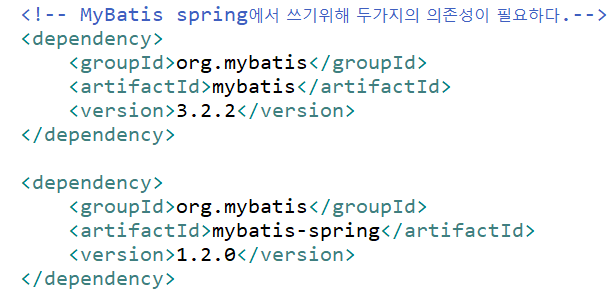 <!-- MyBatis spring에서 쓰기위해 두가지의 의존성이 필요하다.-->
<dependency>
    <groupId>org.mybatis</groupId>
    <artifactId>mybatis</artifactId>
    <version>3.2.2</version>
</dependency>

<dependency>
    <groupId>org.mybatis</groupId>
    <artifactId>mybatis-spring</artifactId>
    <version>1.2.0</version>
</dependency>